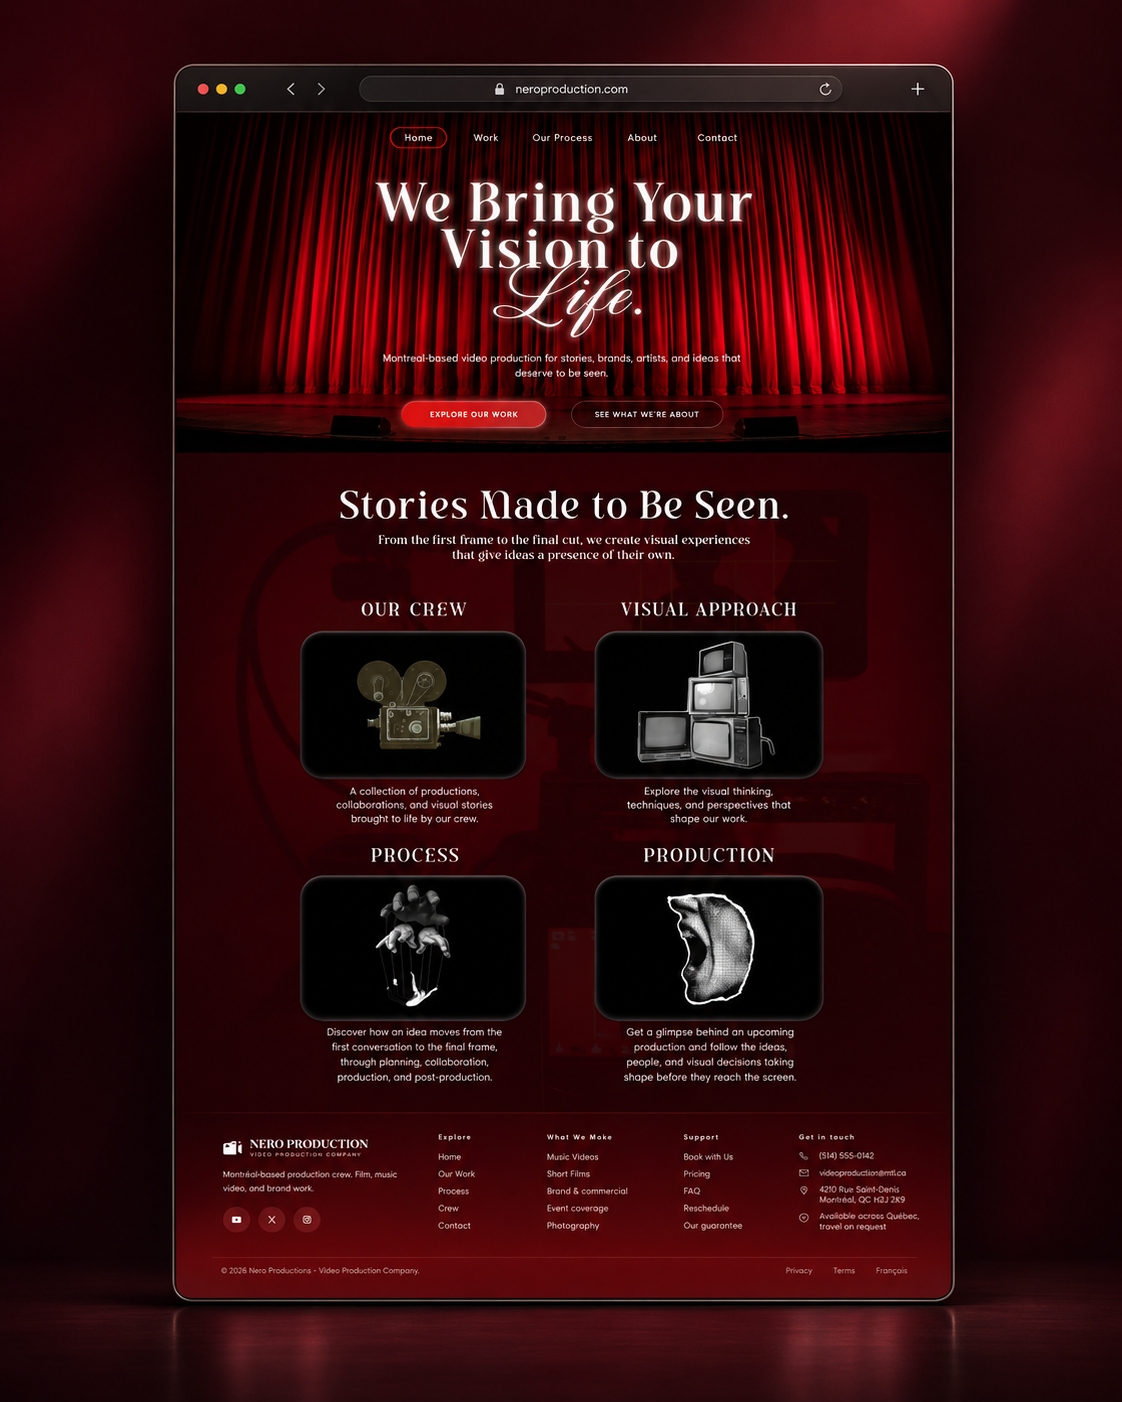 neroproduction.com
Home Work Our Process About Contact
We Bring Your
Vision to
Life.
Montreal-based video production for stories, brands, artists, and ideas that
deserve to be seen.
EXPLORE OUR WORK SEE WHAT WE'RE ABOUT
Stories Made to Be Seen.
From the first frame to the final cut, we create visual experiences
that give ideas a presence of their own.
OUR CREW
A collection of productions,
collaborations, and visual stories
brought to life by our crew.
VISUAL APPROACH
Explore the visual thinking,
techniques, and perspectives that
shape our work.
PROCESS
Discover how an idea moves from the
first conversation to the final frame,
through planning, collaboration,
production, and post-production.
PRODUCTION
Get a glimpse behind an upcoming
production and follow the ideas,
people, and visual decisions taking
shape before they reach the screen.
NERO PRODUCTION
VIDEO PRODUCTION COMPANY
Montréal-based production crew. Film, music
video, and brand work.
Explore
Home
Our Work
Process
Crew
Contact
What We Make
Music Videos
Short Films
Brand & commercial
Event coverage
Photography
Support
Book with Us
Pricing
FAQ
Reschedule
Our guarantee
Get in touch
(514) 555-0142
videoproduction@mtl.ca
4210 Rue Saint-Denis
Montréal, QC H2J 2K9
Available across Québec,
travel on request
© 2026 Nero Productions - Video Production Company.
Privacy Terms Français